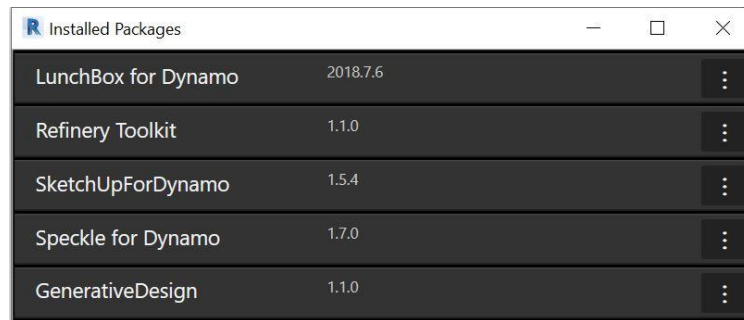 Installed Packages
LunchBox for Dynamo 2018.7.6
Refinery Toolkit 1.1.0
SketchUpForDynamo 1.5.4
Speckle for Dynamo 1.7.0
GenerativeDesign 1.1.0